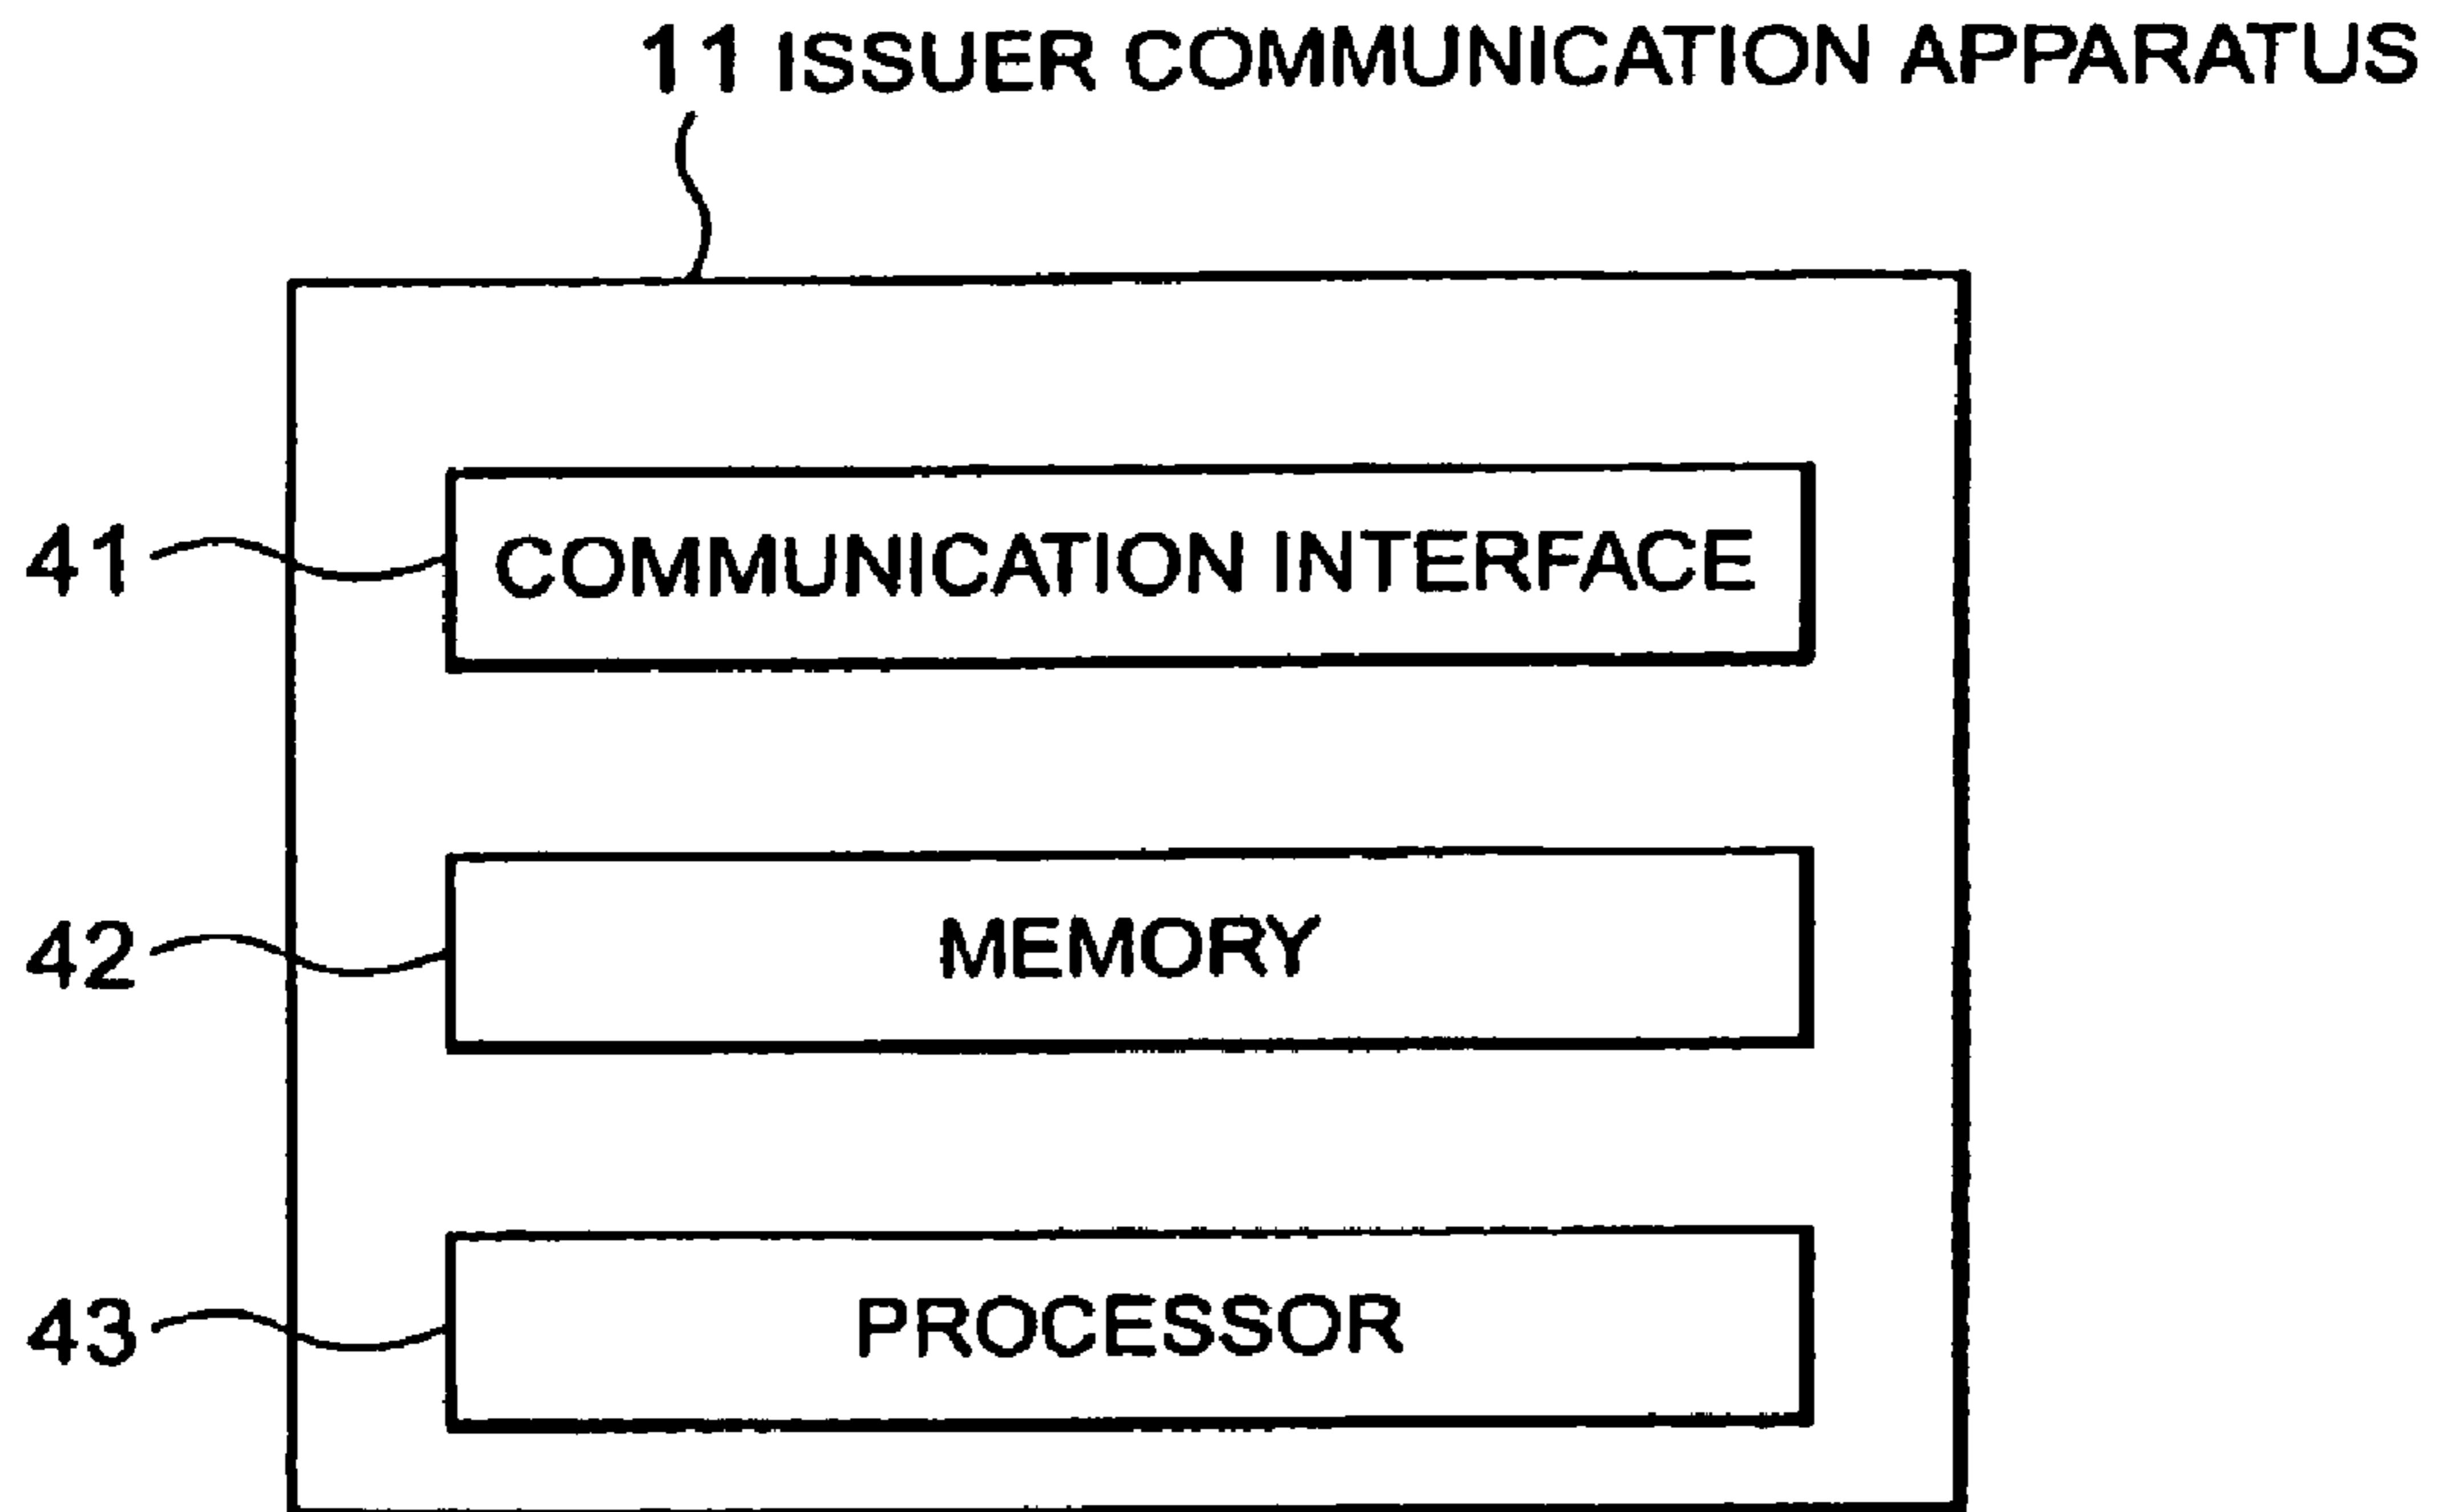 11 ISSUER COMMUNICATION APPARATUS
41 COMMUNICATION INTERFACE
42 MEMORY
43 PROCESSOR